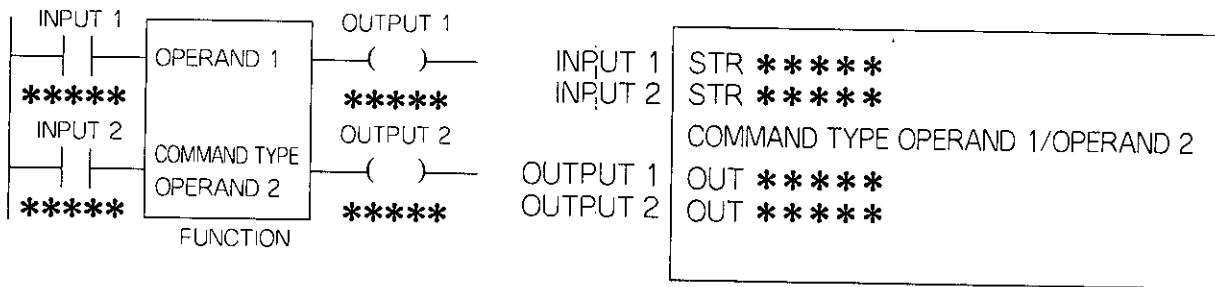 INPUT 1
OUTPUT 1
OPERAND 1
*****
*****
INPUT 2
OUTPUT 2
COMMAND TYPE
OPERAND 2
*****
*****
FUNCTION
INPUT 1 STR *****
INPUT 2 STR *****
COMMAND TYPE OPERAND 1/OPERAND 2
OUTPUT 1 OUT *****
OUTPUT 2 OUT *****